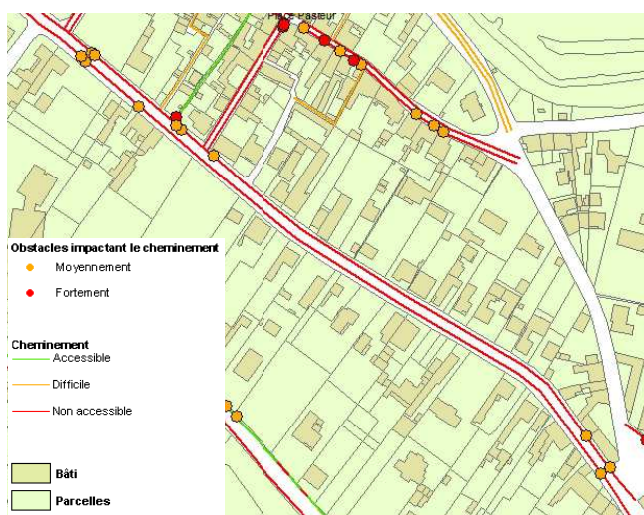 Place Pasteur
Obstacles impactant le cheminement
Moyennement
Fortement
Cheminement
Accessible
Difficile
Non accessible
Bâti
Parcelles